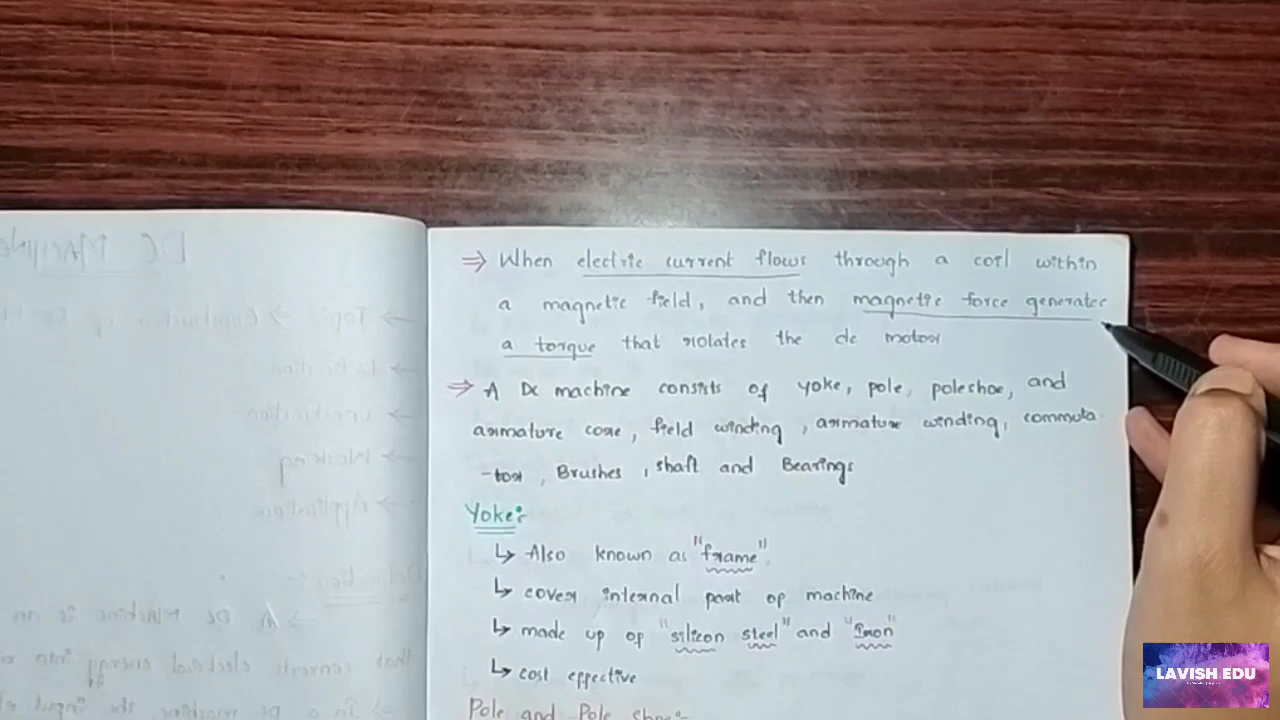 ⇒ When electric current flows through a coil within
a magnetic field, and then magnetic force generates
a torque that rotates the dc motor
⇒ A Dc machine consists of yoke, pole, poleshoe, and
armature core, field winding, armature winding, commuta-
-tor, Brushes, shaft and Bearings
Yoke:-
↳ Also known as "frame".
↳ cover internal part of machine
↳ made up of "silicon steel" and "Iron"
↳ cost effective
Pole and Pole shoe:-
LAVISH EDU